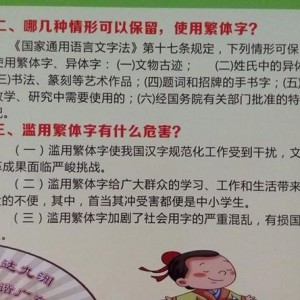 二、哪几种情形可以保留，使用繁体字？
《国家通用语言文字法》第十七条规定，下列情形可保
使用繁体字、异体字：(一)文物古迹； (二)姓氏中的异体
三)书法、篆刻等艺术作品；(四)题词和招牌的手书字；(五
教学、研究中需要使用的；(六)经国务院有关部门批准的特
况。
三、滥用繁体字有什么危害？
（一）滥用繁体字使我国汉字规范化工作受到干扰，文
革成果面临严峻挑战。
（二）滥用繁体字给广大群众的学习、工作和生活带来
的不便，其中，首当其冲受害都便是中小学生。
（三）滥用繁体字加剧了社会用字的严重混乱，有损国
达九洲
谐广